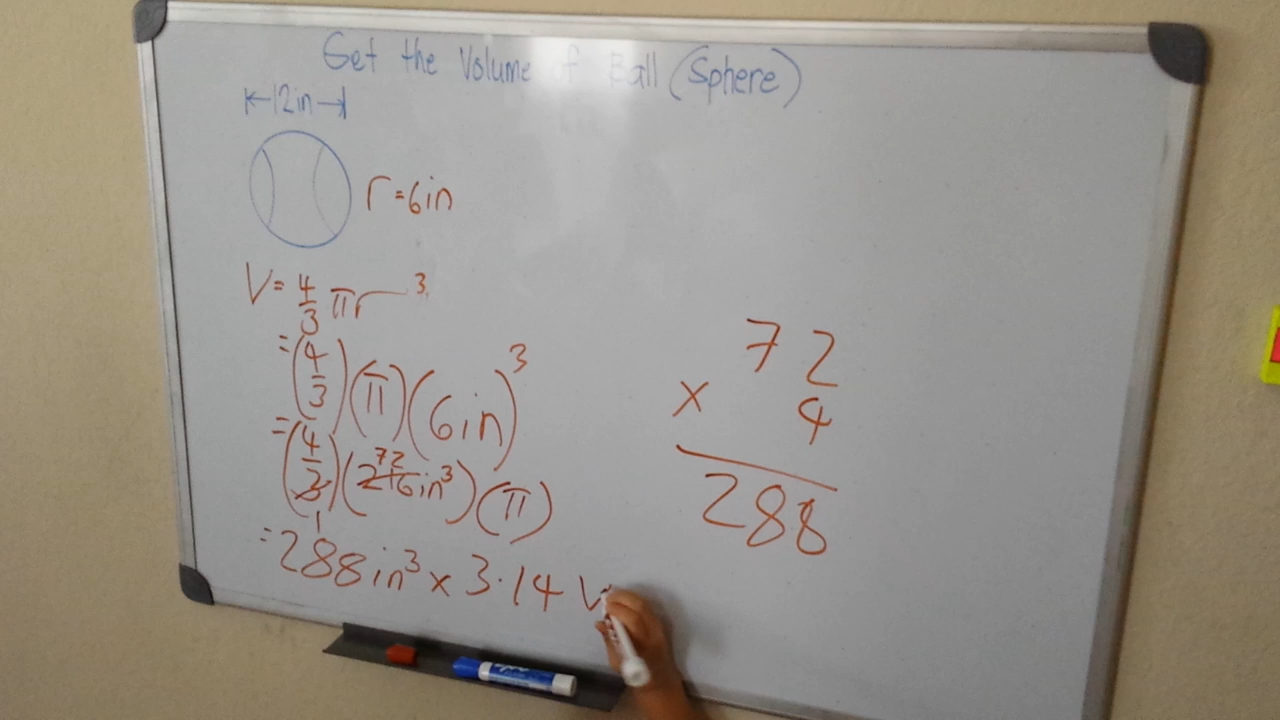 Get the Volume of Ball (Sphere)
12in
r=6in
V= 4/3 πr³
=(4/3)(π)(6in)³
=(4/3)(216in³)(π)
72
1
=288in³ x 3.14 V
72
x 4
288